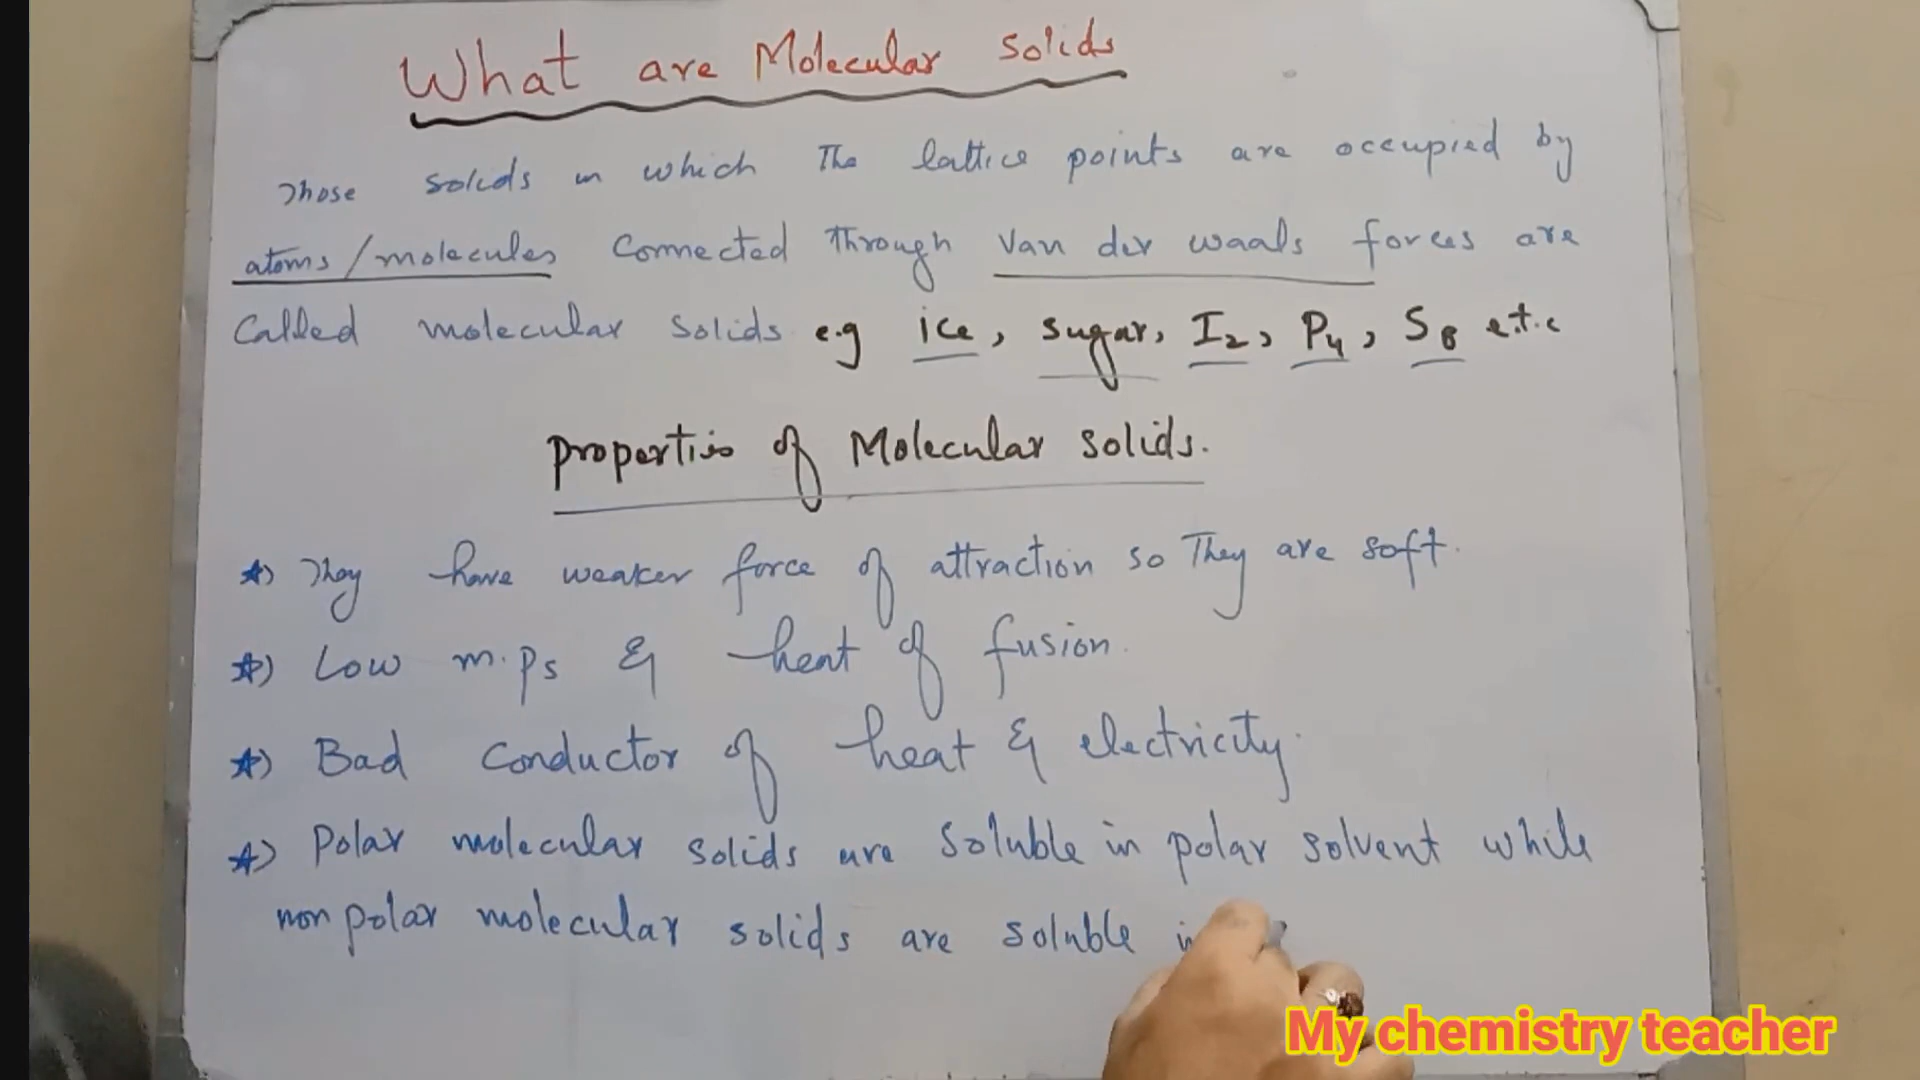 What are Molecular Solids
Those solids in which The lattice points are occupied by
atoms/molecules Connected Through Van der waals forces are
Called molecular solids e.g ice, sugar, I2, P4, S8 e.t.c
properties of Molecular solids.
They have weaker force of attraction so They are soft.
Low m.ps & heat of fusion.
Bad Conductor of heat & electricity.
Polar molecular solids are Soluble in polar solvent while
non polar molecular solids are soluble
My chemistry teacher